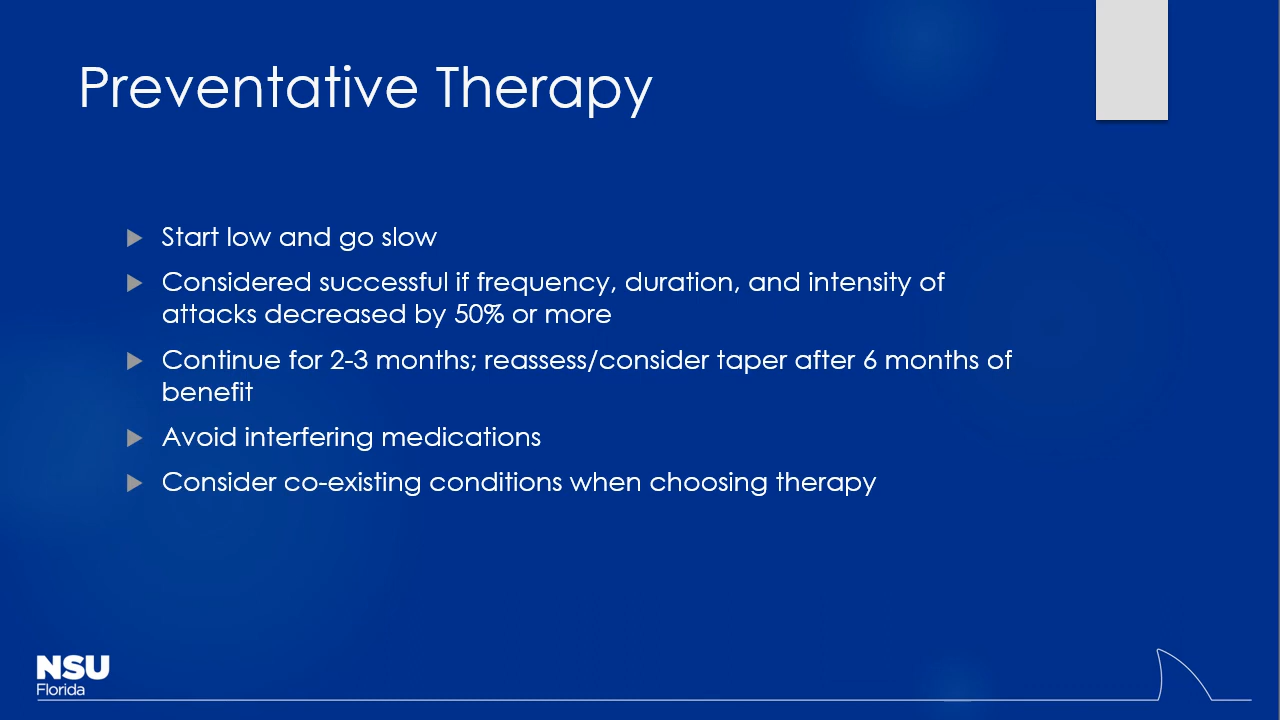 Preventative Therapy
Start low and go slow
Considered successful if frequency, duration, and intensity of
attacks decreased by 50% or more
Continue for 2-3 months; reassess/consider taper after 6 months of
benefit
Avoid interfering medications
Consider co-existing conditions when choosing therapy
NSU
Florida